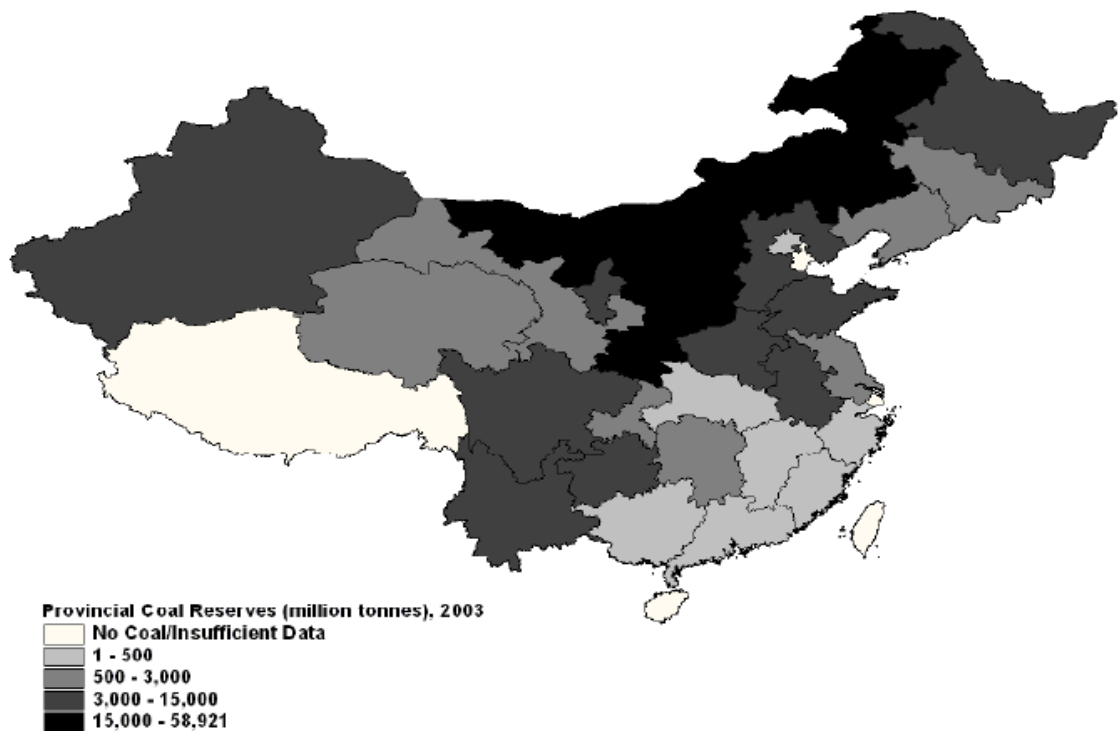 Provincial Coal Reserves (million tonnes), 2003
No Coal/Insufficient Data
1 - 500
500 - 3,000
3,000 - 15,000
15,000 - 58,921